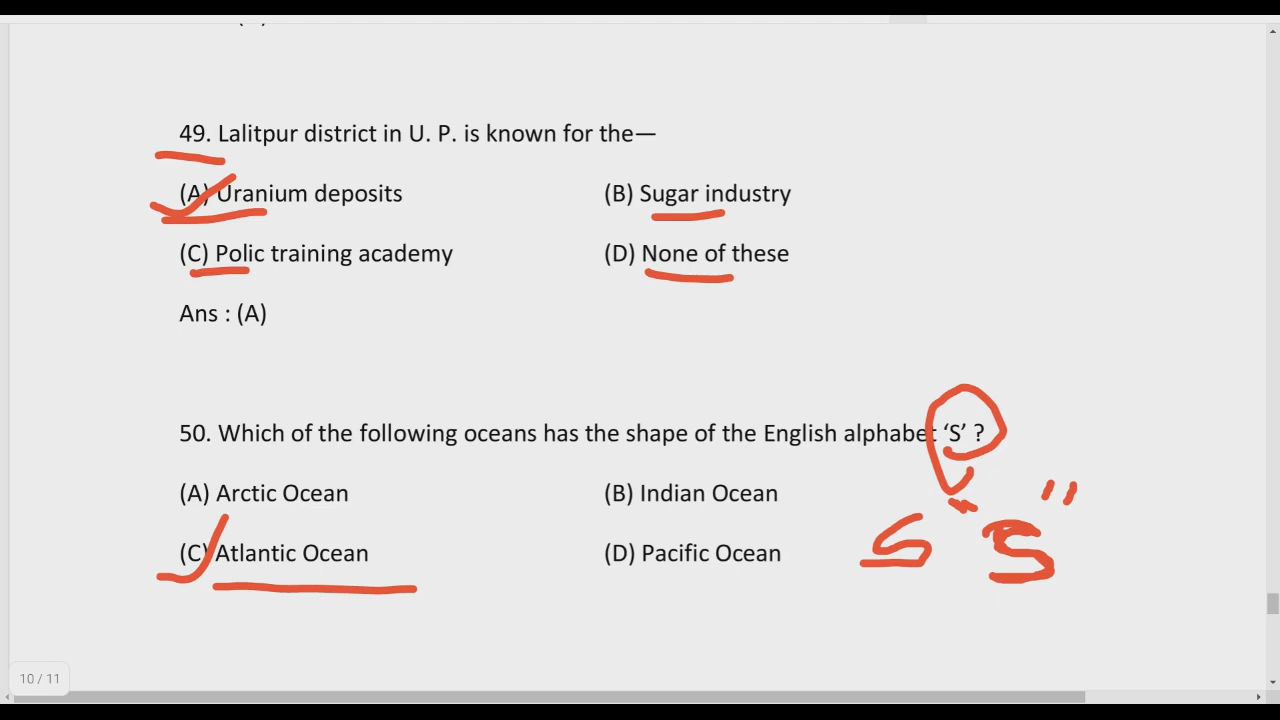 49. Lalitpur district in U. P. is known for the—
(A) Uranium deposits (B) Sugar industry
(C) Polic training academy (D) None of these
Ans : (A)
50. Which of the following oceans has the shape of the English alphabet ‘S’ ?
(A) Arctic Ocean (B) Indian Ocean
(C) Atlantic Ocean (D) Pacific Ocean
S "S"
10 / 11